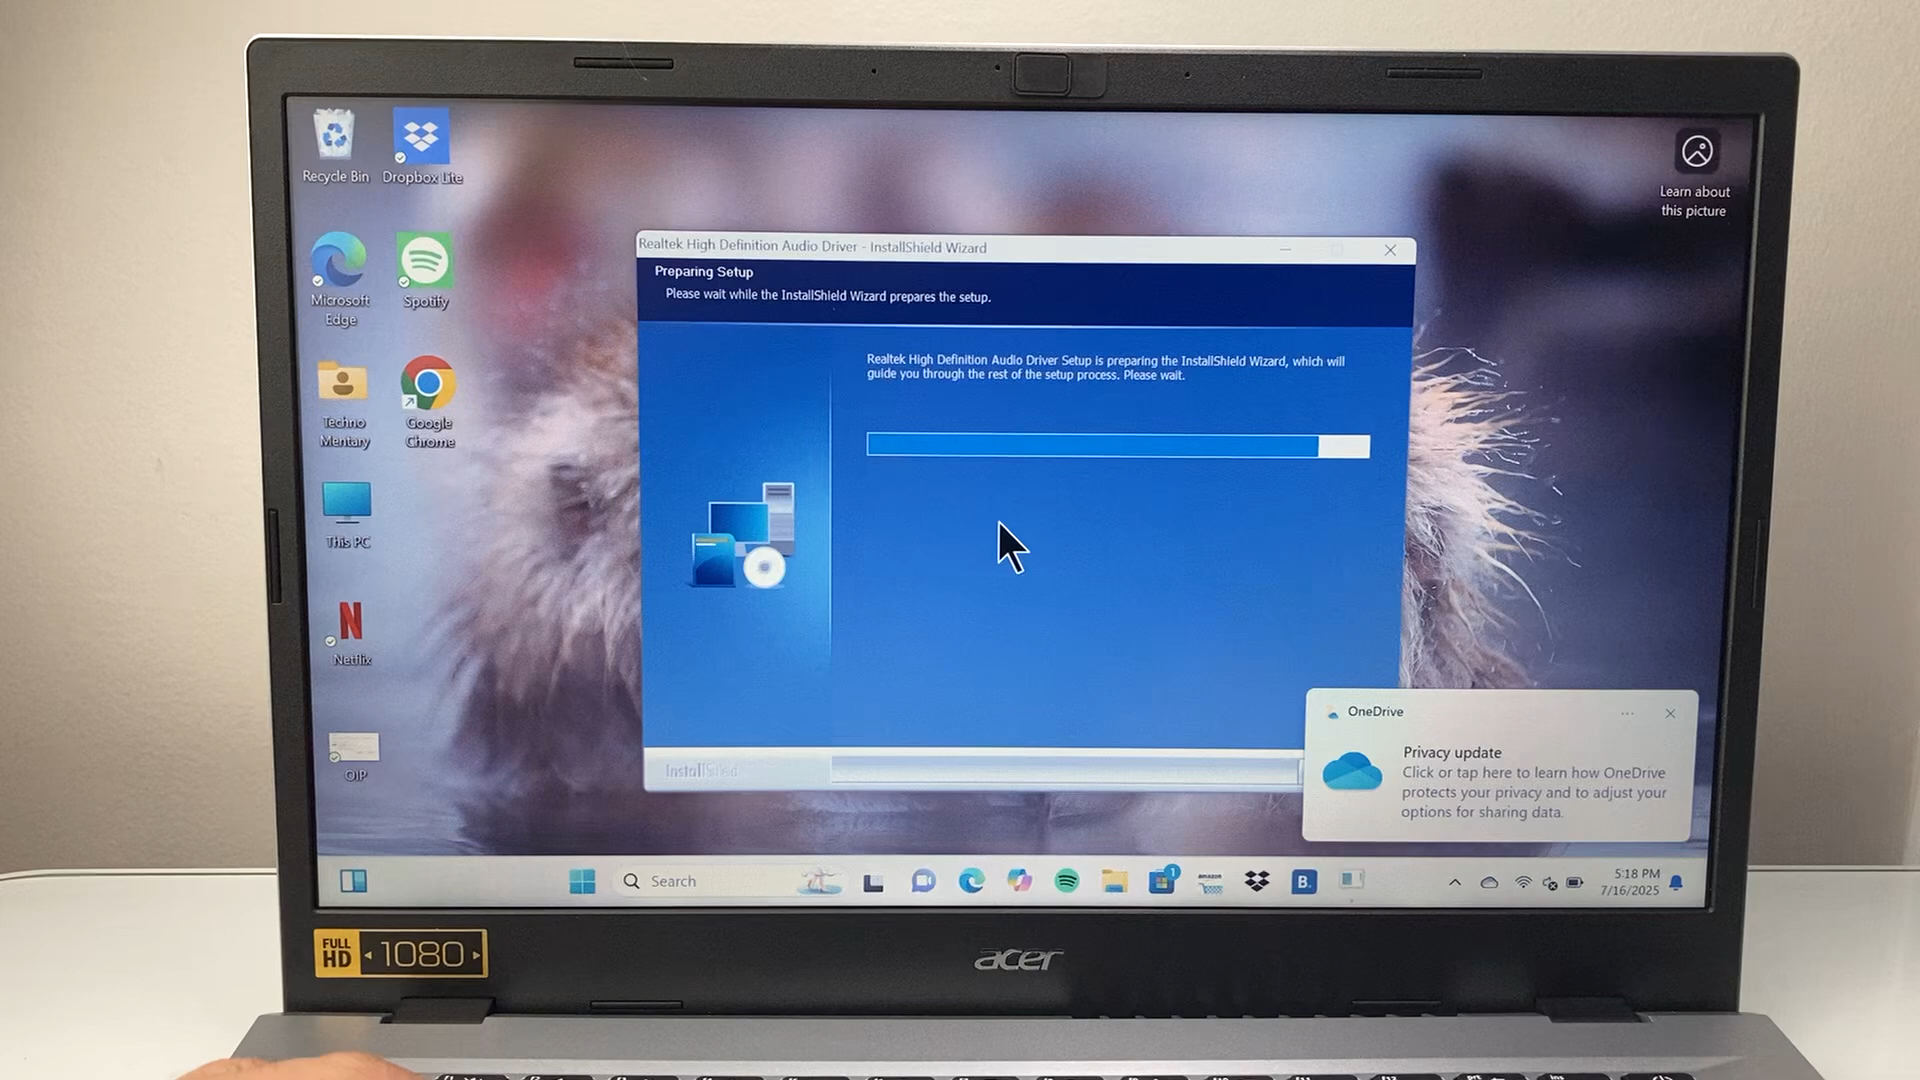 Recycle Bin
Dropbox Lite
Learn about
this picture
Microsoft
Edge
Spotify
Techno
Mentary
Google
Chrome
This PC
Netflix
OIP
Realtek High Definition Audio Driver - InstallShield Wizard
Preparing Setup
Please wait while the InstallShield Wizard prepares the setup.
Realtek High Definition Audio Driver Setup is preparing the InstallShield Wizard, which will
guide you through the rest of the setup process. Please wait.
InstallShield
OneDrive
Privacy update
Click or tap here to learn how OneDrive
protects your privacy and to adjust your
options for sharing data.
Search
1
amazon
B.
5:18 PM
7/16/2025
FULL
HD
1080
acer